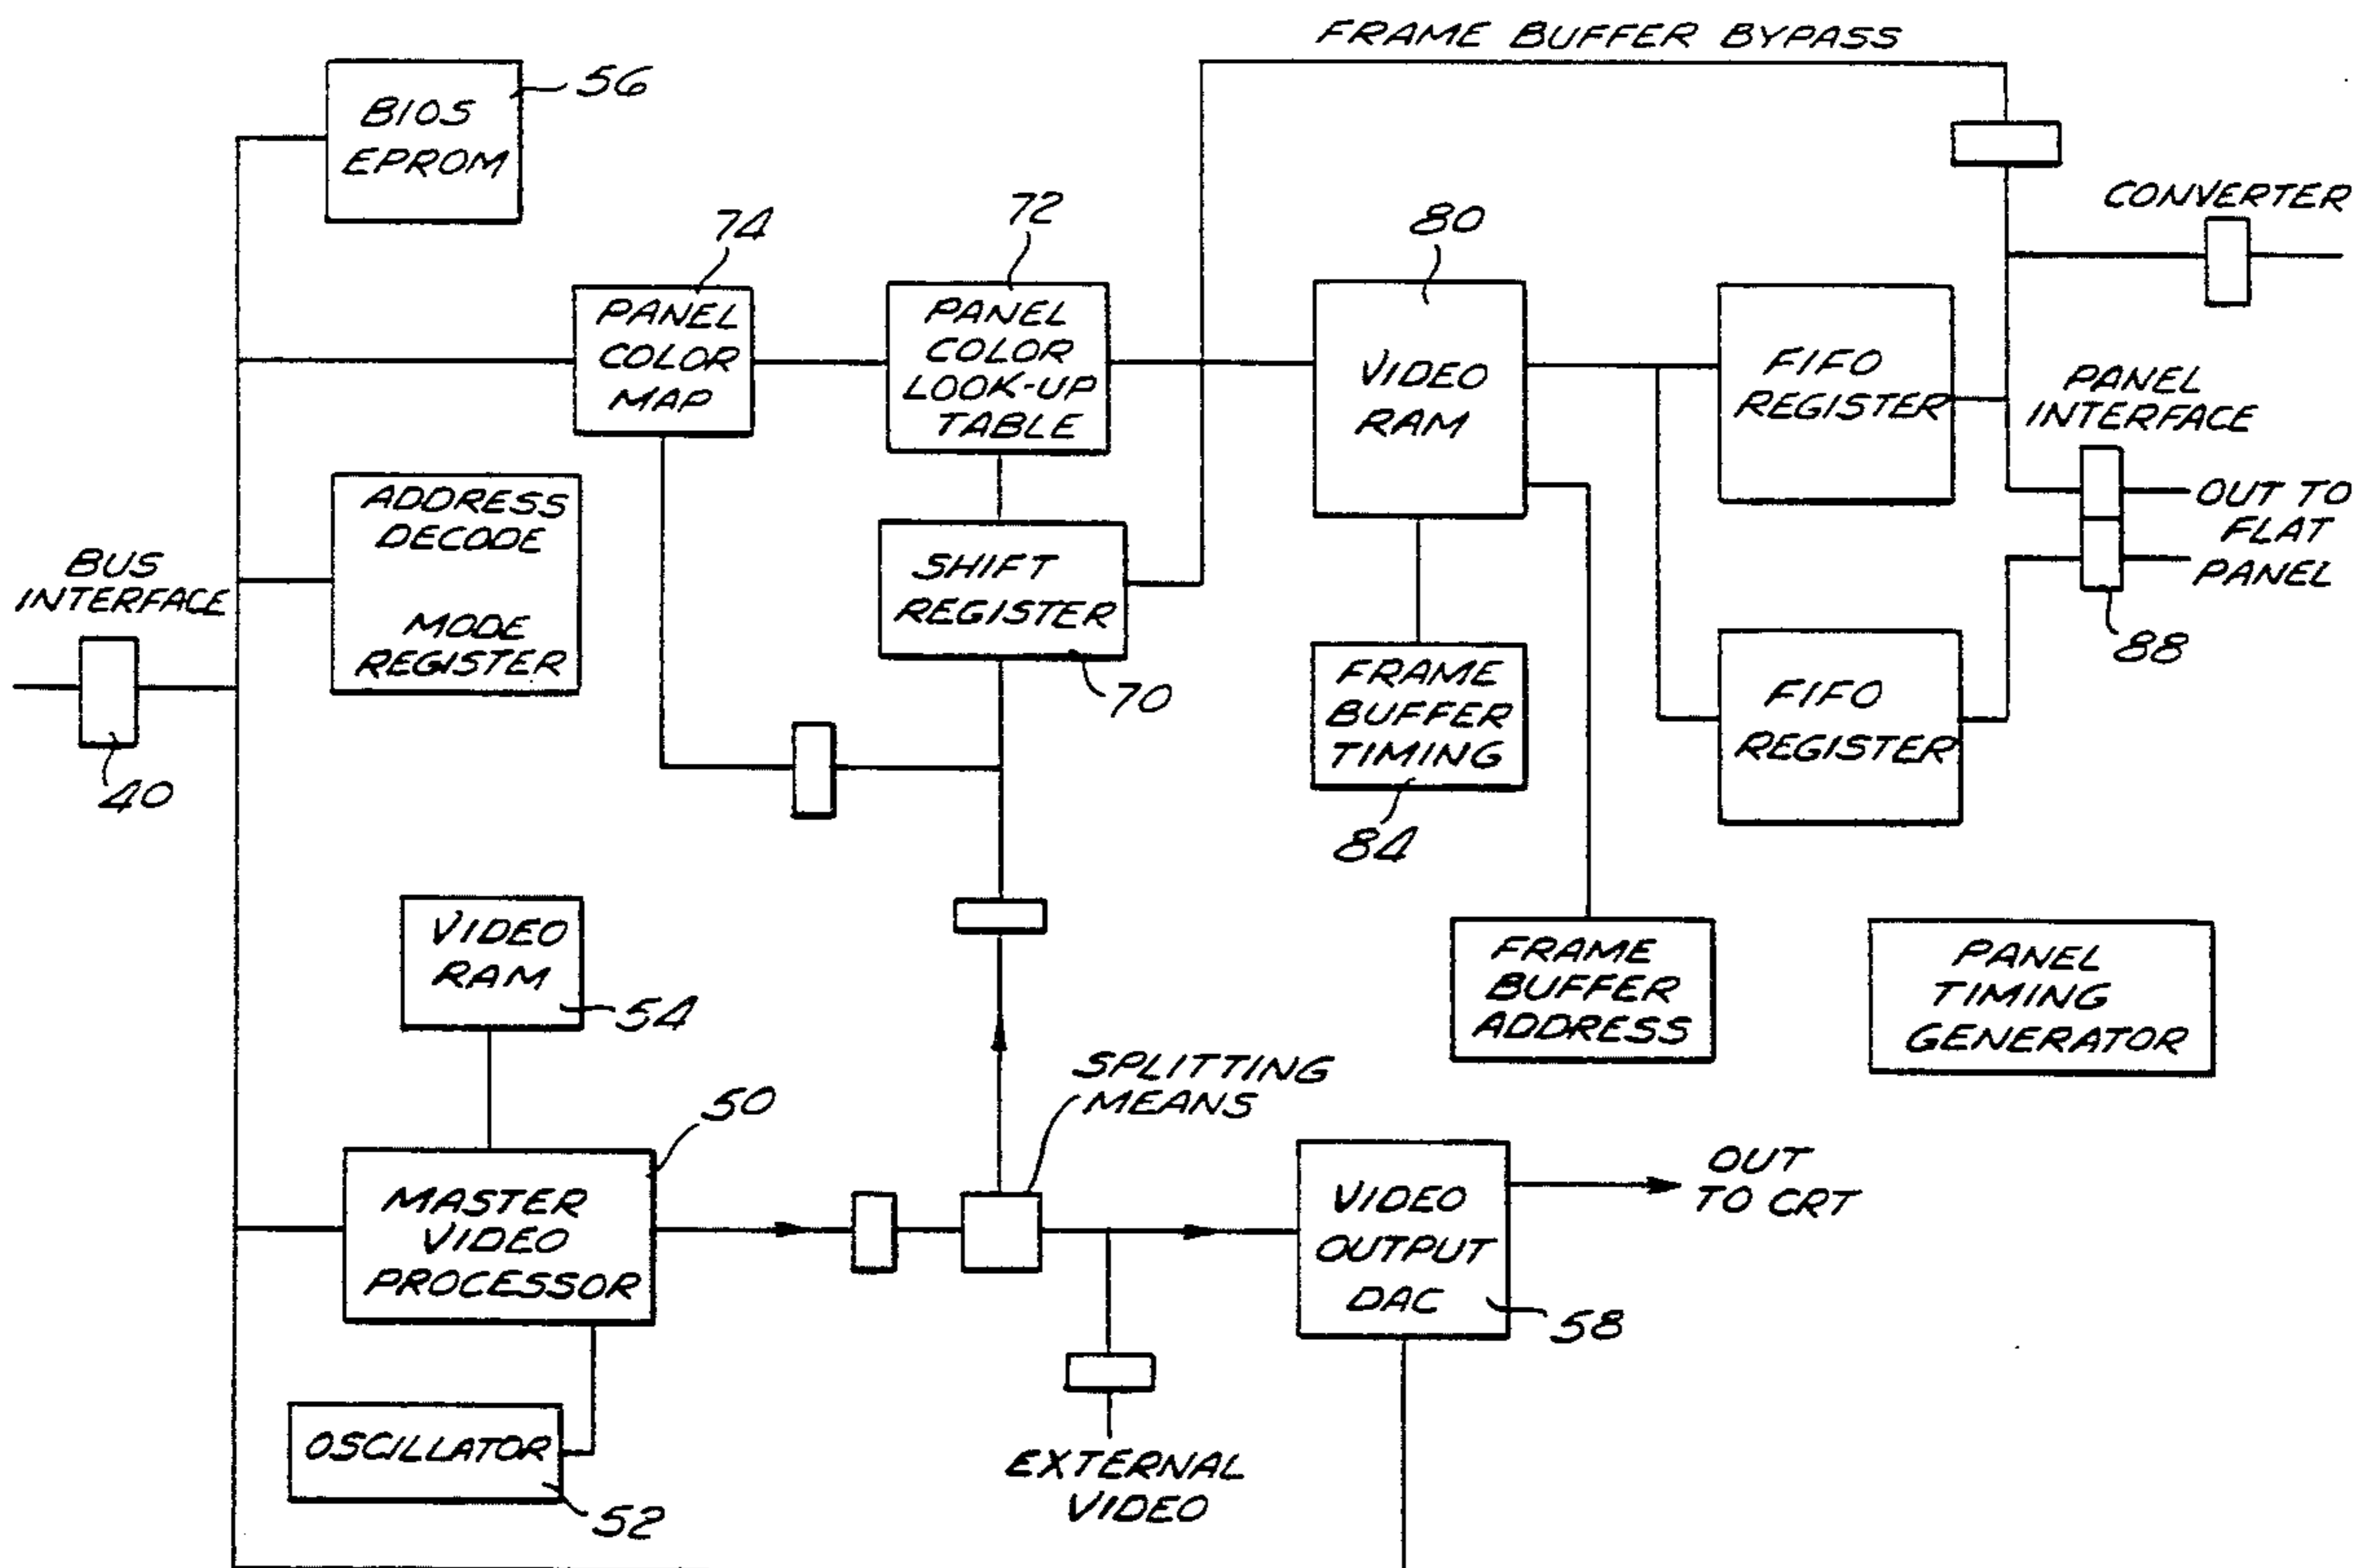 FRAME BUFFER BYPASS
BIOS
EPROM
56
CONVERTER
74
72
80
PANEL
COLOR
MAP
PANEL
COLOR
LOOK-UP
TABLE
VIDEO
RAM
FIFO
REGISTER
PANEL
INTERFACE
OUT TO
FLAT
PANEL
88
ADDRESS
DECODE
MODE
REGISTER
BUS
INTERFACE
40
SHIFT
REGISTER
70
FRAME
BUFFER
TIMING
84
FIFO
REGISTER
VIDEO
RAM
54
FRAME
BUFFER
ADDRESS
PANEL
TIMING
GENERATOR
SPLITTING
MEANS
50
MASTER
VIDEO
PROCESSOR
VIDEO
OUTPUT
DAC
58
OUT
TO CRT
OSCILLATOR
52
EXTERNAL
VIDEO